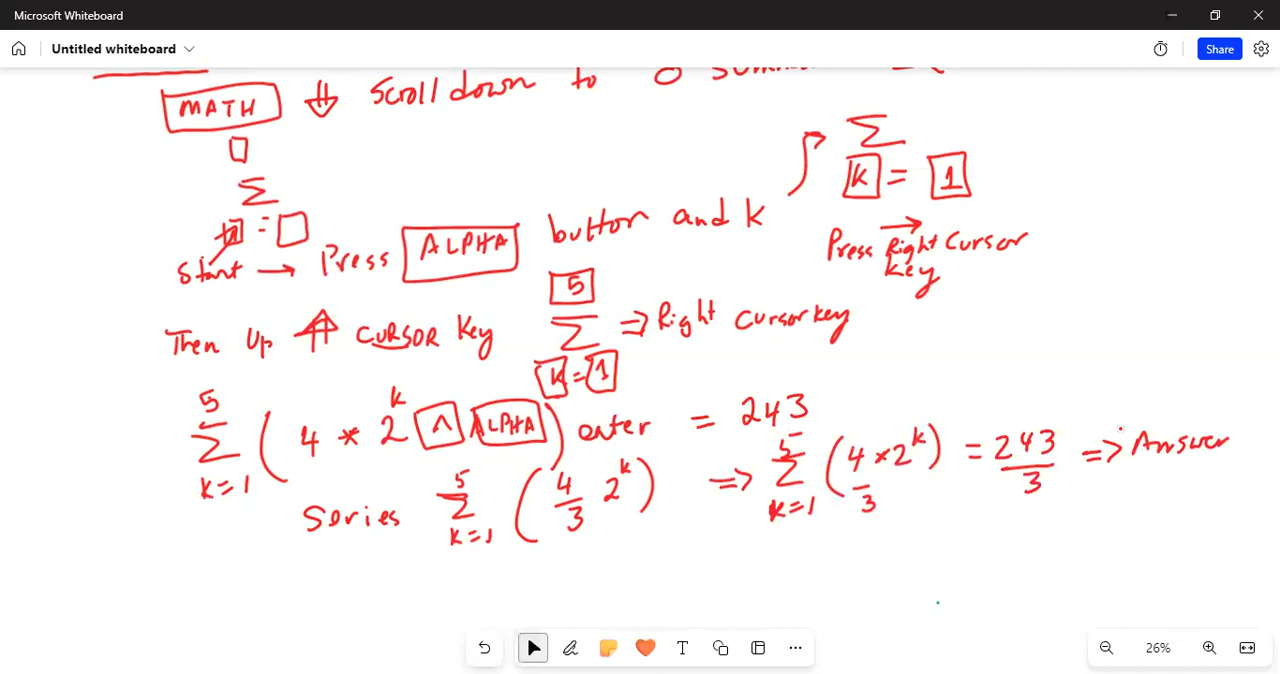 Microsoft Whiteboard
Untitled whiteboard
Share
MATH ⇓ Scroll down to
Σ
k = 1
Σ
=
Start → Press ALPHA button and k
→
Press Right Cursor
Key
Then Up ⇑ CURSOR Key
5
Σ ⇒ Right Cursor key
k = 1
5
Σ ( 4 * 2^k ^ ALPHA ) enter = 243
k = 1
Series 5 Σ k=1 ( 4/3 2^k ) ⇒ 5 Σ k=1 ( 4/3 × 2^k ) = 243/3 ⇒ Answer
26%